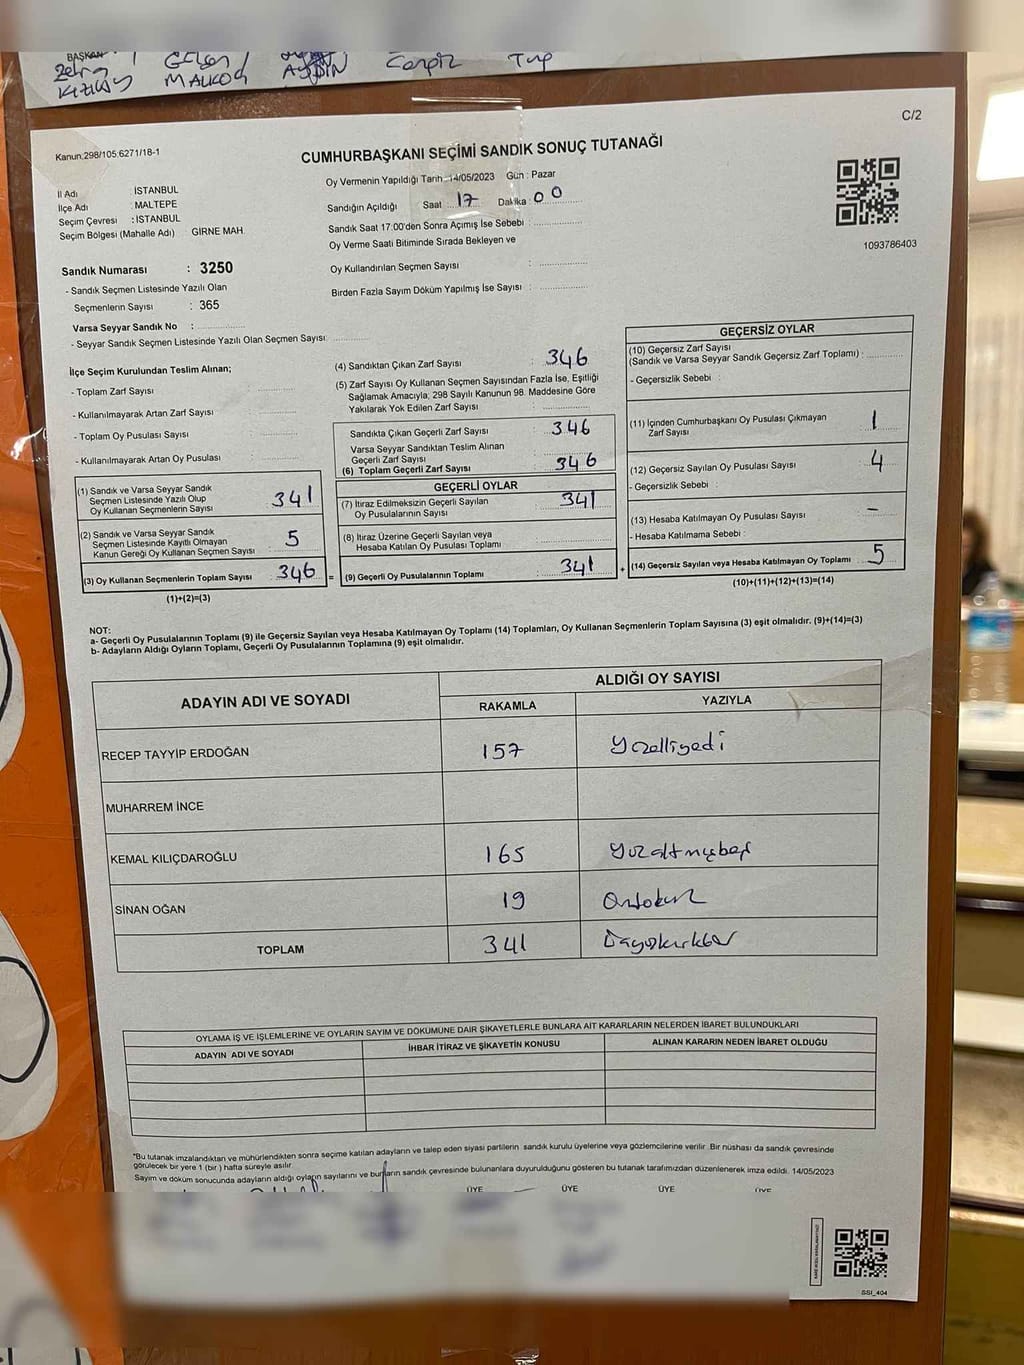 BAŞKAN
Zehra
MALKOÇ
AYDIN
C/2
Kanun:298/105.6271/18-1
CUMHURBAŞKANI SEÇİMİ SANDIK SONUÇ TUTANAĞI
Oy Vermenin Yapıldığı Tarih : 14/05/2023 Gün : Pazar
İl Adı : İSTANBUL
İlçe Adı : MALTEPE
Seçim Çevresi : İSTANBUL
Seçim Bölgesi (Mahalle Adı) GİRNE MAH.
Sandığın Açıldığı Saat : 17 Dakika : 00
Sandık Saat 17:00'den Sonra Açımış İse Sebebi :
Oy Verme Saati Bitiminde Sırada Bekleyen ve
Oy Kullandırılan Seçmen Sayısı :
Birden Fazla Sayım Döküm Yapılmış İse Sayısı :
1093786403
Sandık Numarası : 3250
- Sandık Seçmen Listesinde Yazılı Olan
Seçmenlerin Sayısı : 365
Varsa Seyyar Sandık No :
- Seyyar Sandık Seçmen Listesinde Yazılı Olan Seçmen Sayısı:
İlçe Seçim Kurulundan Teslim Alınan;
- Toplam Zarf Sayısı
- Kullanılmayarak Artan Zarf Sayısı
- Toplam Oy Pusulası Sayısı
- Kullanılmayarak Artan Oy Pusulası
(1) Sandık ve Varsa Seyyar Sandık
Seçmen Listesinde Yazılı Olup
Oy Kullanan Seçmenlerin Sayısı 341
(2) Sandık ve Varsa Seyyar Sandık
Seçmen Listesinde Kayıtlı Olmayan
Kanun Gereği Oy Kullanan Seçmen Sayısı 5
(3) Oy Kullanan Seçmenlerin Toplam Sayısı 346 =
(1)+(2)=(3)
(4) Sandıktan Çıkan Zarf Sayısı : 346
(5) Zarf Sayısı Oy Kullanan Seçmen Sayısından Fazla İse, Eşitliği
Sağlamak Amacıyla; 298 Sayılı Kanunun 98. Maddesine Göre
Yakılarak Yok Edilen Zarf Sayısı :
Sandıkta Çıkan Geçerli Zarf Sayısı : 346
Varsa Seyyar Sandıktan Teslim Alınan
Geçerli Zarf Sayısı :
(6) Toplam Geçerli Zarf Sayısı : 346
GEÇERLİ OYLAR
(7) İtiraz Edilmeksizin Geçerli Sayılan
Oy Pusulalarının Sayısı 341
(8) İtiraz Üzerine Geçerli Sayılan veya
Hesaba Katılan Oy Pusulası Toplamı :
(9) Geçerli Oy Pusulalarının Toplamı : 341 +
GEÇERSİZ OYLAR
(10) Geçersiz Zarf Sayısı
(Sandık ve Varsa Seyyar Sandık Geçersiz Zarf Toplamı) :
- Geçersizlik Sebebi :
(11) İçinden Cumhurbaşkanı Oy Pusulası Çıkmayan
Zarf Sayısı : 1
(12) Geçersiz Sayılan Oy Pusulası Sayısı : 4
- Geçersizlik Sebebi :
(13) Hesaba Katılmayan Oy Pusulası Sayısı : -
- Hesaba Katılmama Sebebi :
(14) Geçersiz Sayılan veya Hesaba Katılmayan Oy Toplamı : 5
(10)+(11)+(12)+(13)=(14)
NOT:
a- Geçerli Oy Pusulalarının Toplamı (9) ile Geçersiz Sayılan veya Hesaba Katılmayan Oy Toplamı (14) Toplamları, Oy Kullanan Seçmenlerin Toplam Sayısına (3) eşit olmalıdır. (9)+(14)=(3)
b- Adayların Aldığı Oyların Toplamı, Geçerli Oy Pusulalarının Toplamına (9) eşit olmalıdır.
ADAYIN ADI VE SOYADI ALDIĞI OY SAYISI
RAKAMLA YAZIYLA
RECEP TAYYİP ERDOĞAN 157 Yüzelliyedi
MUHARREM İNCE
KEMAL KILIÇDAROĞLU 165 Yüzaltmışbeş
SİNAN OĞAN 19 Ondokuz
TOPLAM 341 Üçyüzkırkbir
OYLAMA İŞ VE İŞLEMLERİNE VE OYLARIN SAYIM VE DÖKÜMÜNE DAİR ŞİKAYETLERLE BUNLARA AİT KARARLARIN NELERDEN İBARET BULUNDUKLARI
ADAYIN ADI VE SOYADI İHBAR İTİRAZ VE ŞİKAYETİN KONUSU ALINAN KARARIN NEDEN İBARET OLDUĞU
*Bu tutanak imzalandıktan ve mühürlendikten sonra seçime katılan adayların ve talep eden siyasi partilerin sandık kurulu üyelerine veya gözlemcilerine verilir. Bir nüshası da sandık çevresinde
görülecek bir yere 1 (bir) hafta süreyle asılır.
Sayım ve döküm sonucunda adayların aldığı oyların sayılarını ve bunların sandık çevresinde bulunanlara duyurulduğunu gösteren bu tutanak tarafımızdan düzenlenerek imza edildi. 14/05/2023
ÜYE ÜYE ÜYE ÜYE
SSI_404